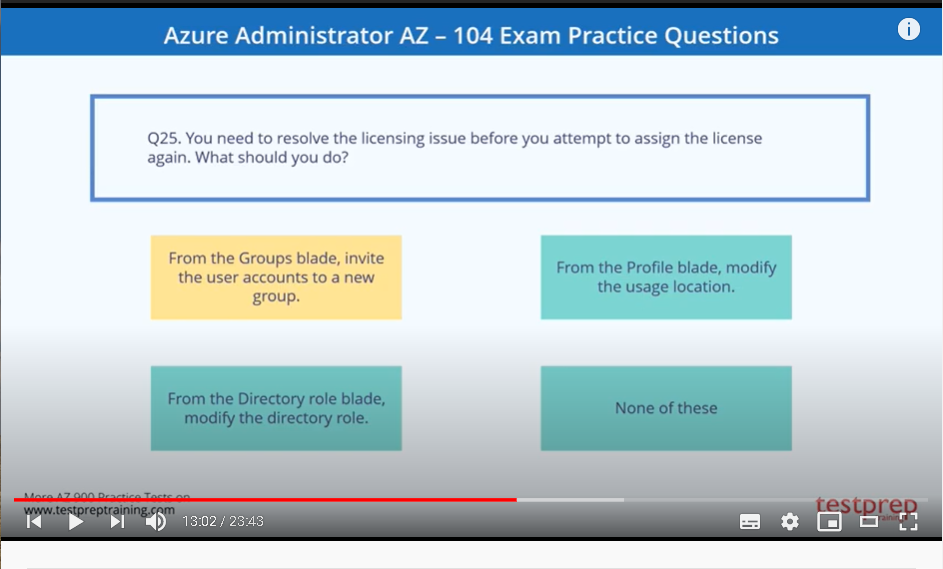 Azure Administrator AZ – 104 Exam Practice Questions
Q25. You need to resolve the licensing issue before you attempt to assign the license
again. What should you do?
From the Groups blade, invite
the user accounts to a new
group.
From the Profile blade, modify
the usage location.
From the Directory role blade,
modify the directory role.
None of these
More AZ 900 Practice Tests on
www.testpreptraining.com
testprep
training
13:02 / 23:43